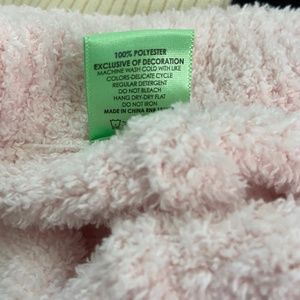 100% POLYESTER
EXCLUSIVE OF DECORATION
MACHINE WASH COLD WITH LIKE
COLORS-DELICATE CYCLE
REGULAR DETERGENT
DO NOT BLEACH
HANG DRY-DRY FLAT
DO NOT IRON
MADE IN CHINA RN#